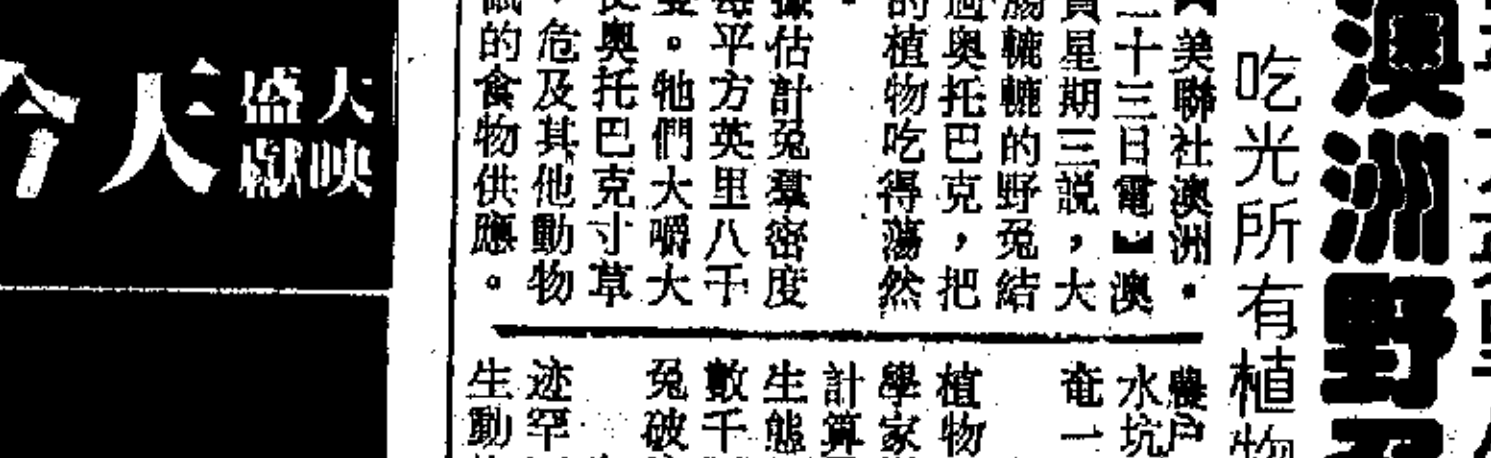 澳洲野
吃光所有植物
【美聯社澳洲·
二十三日電】澳
員星期三說，大
腸轆轆的野兔結
過奧托巴克，把
的植物吃得蕩然
據估計兔羣密度
每平方英里八千
隻。牠們大嚼大
使奧托巴克寸草
，危及其他動物
的食物供應。
農戶
水坑
奄一
植物
學家
計算
生態
數千
兔破
迹罕
生動
今天
盛大
獻映